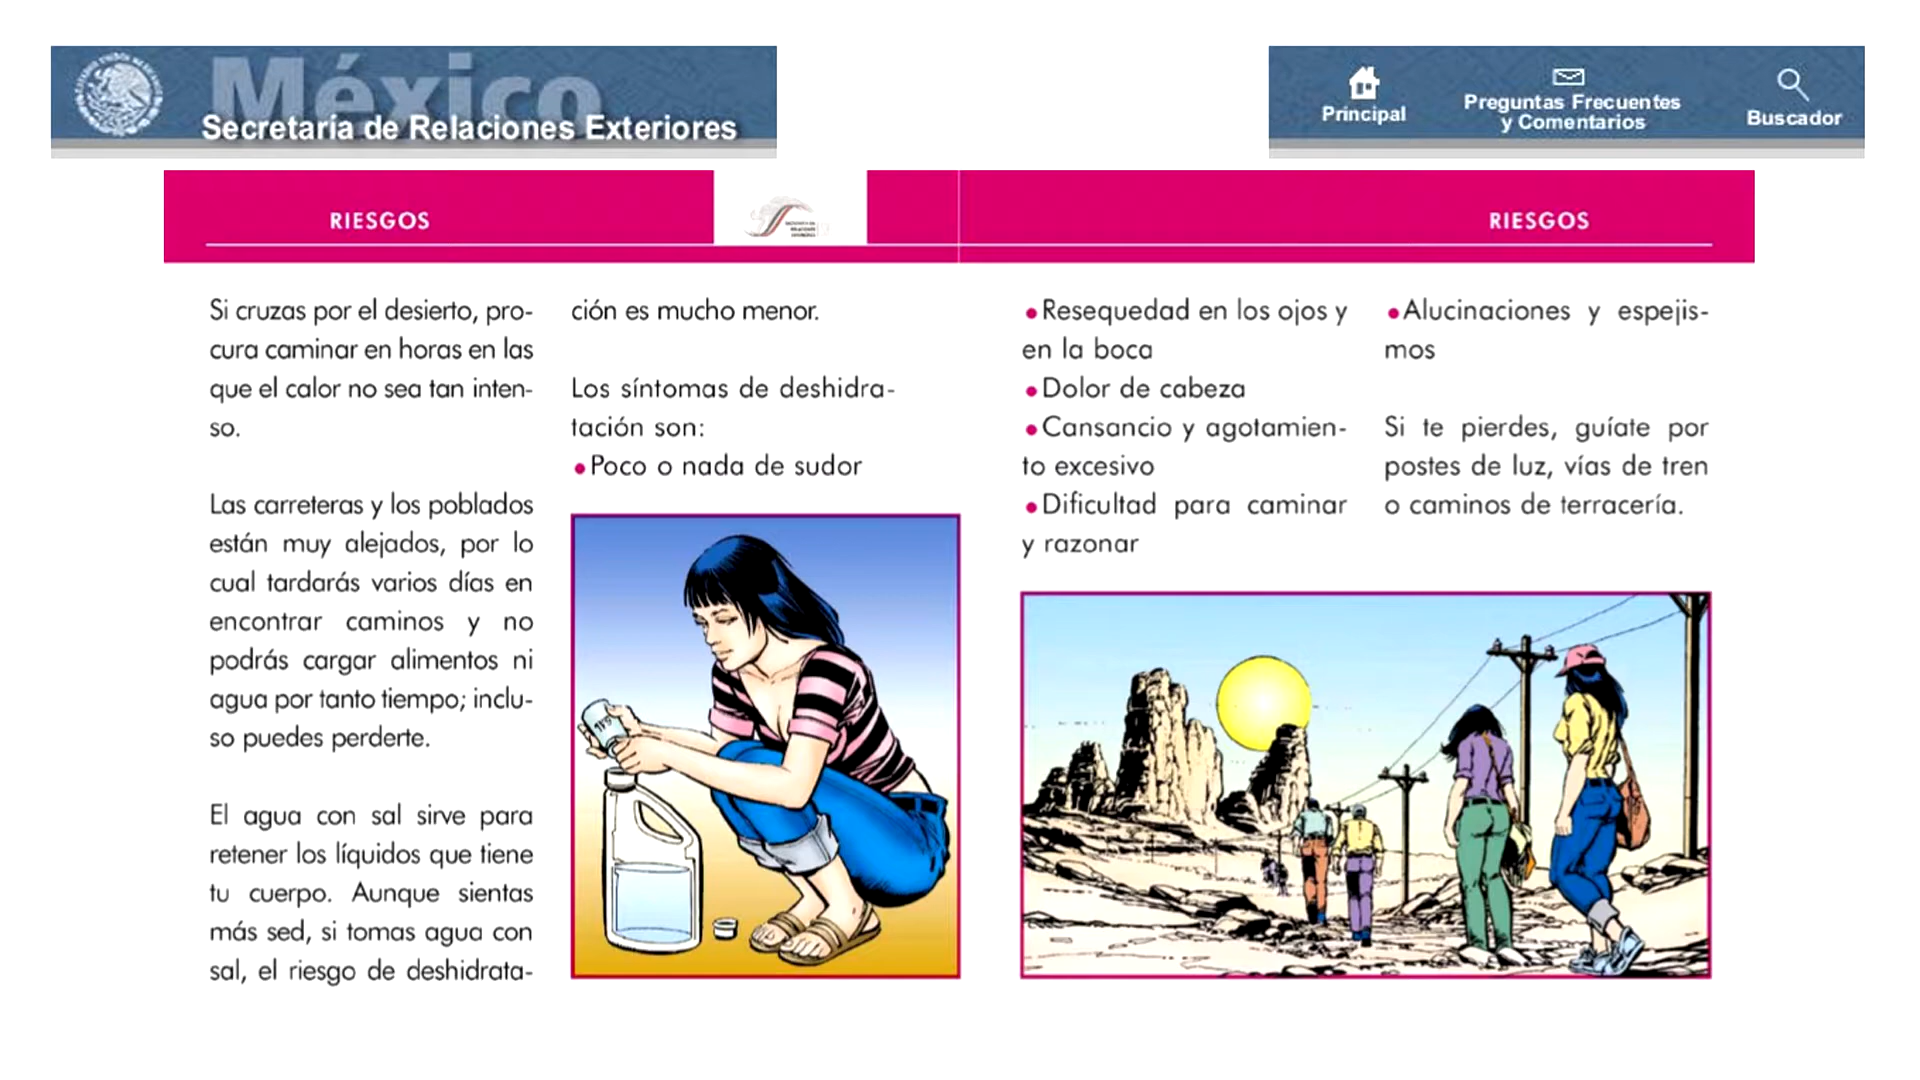 México
Secretaría de Relaciones Exteriores
Principal
Preguntas Frecuentes
y Comentarios
Buscador
RIESGOS
RIESGOS
Si cruzas por el desierto, pro-
cura caminar en horas en las
que el calor no sea tan inten-
so.
Las carreteras y los poblados
están muy alejados, por lo
cual tardarás varios días en
encontrar caminos y no
podrás cargar alimentos ni
agua por tanto tiempo; inclu-
so puedes perderte.
El agua con sal sirve para
retener los líquidos que tiene
tu cuerpo. Aunque sientas
más sed, si tomas agua con
sal, el riesgo de deshidrata-
ción es mucho menor.
Los síntomas de deshidra-
tación son:
•Poco o nada de sudor
•Resequedad en los ojos y
en la boca
•Dolor de cabeza
•Cansancio y agotamien-
to excesivo
•Dificultad para caminar
y razonar
•Alucinaciones y espejis-
mos
Si te pierdes, guíate por
postes de luz, vías de tren
o caminos de terracería.